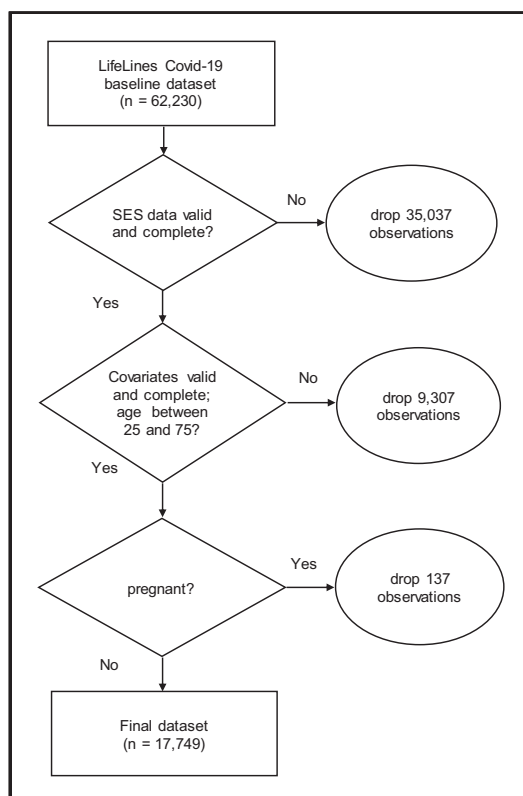 LifeLines Covid-19
baseline dataset
(n = 62,230)
SES data valid
and complete?
No
drop 35,037
observations
Yes
Covariates valid
and complete;
age between
25 and 75?
No
drop 9,307
observations
Yes
pregnant?
Yes
drop 137
observations
No
Final dataset
(n = 17,749)